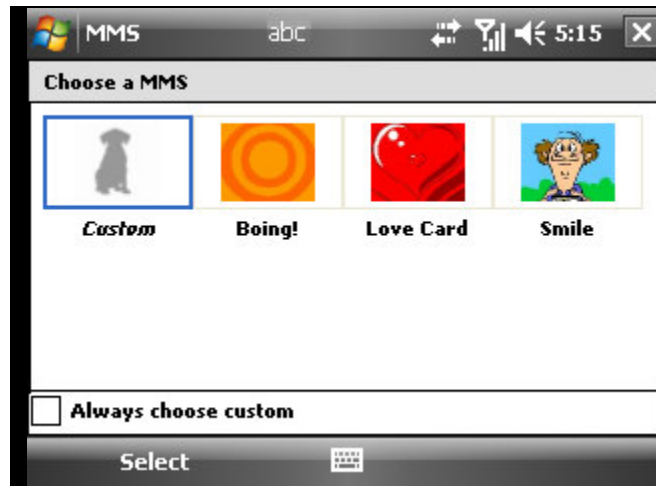 MMS abc 5:15
Choose a MMS
Custom Boing! Love Card Smile
Always choose custom
Select